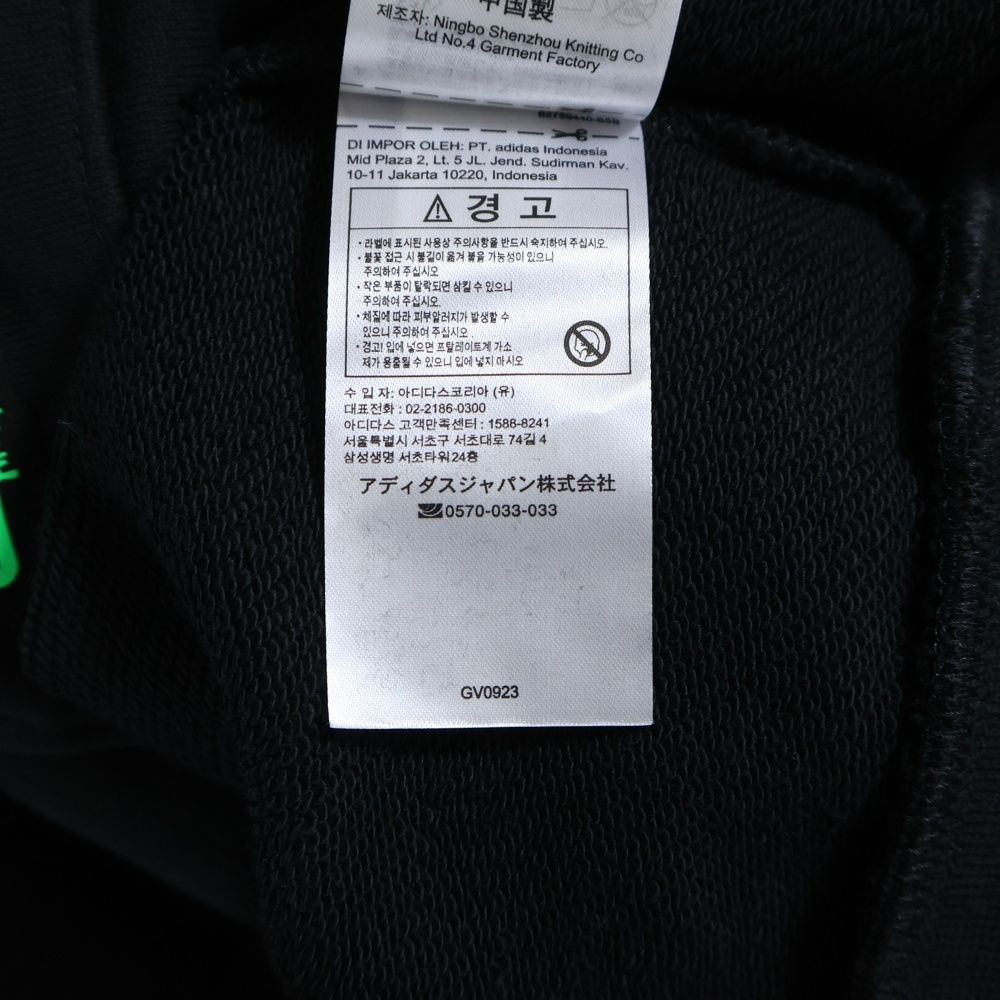 中国製
제조자: Ningbo Shenzhou Knitting Co
Ltd No.4 Garment Factory
DI IMPOR OLEH: PT. adidas Indonesia
Mid Plaza 2, Lt. 5 JL. Jend. Sudirman Kav.
10-11 Jakarta 10220, Indonesia
경 고
• 라벨에 표시된 사용상 주의사항을 반드시 숙지하여 주십시오.
• 불꽃 접근 시 불길이 옮겨 붙을 가능성이 있으니
주의하여 주십시오
• 작은 부품이 탈락되면 삼킬 수 있으니
주의하여 주십시오.
• 체질에 따라 피부알러지가 발생할 수
있으니 주의하여 주십시오 .
• 경고! 입에 넣으면 프탈레이트계 가소
제가 용출될 수 있으니 입에 넣지 마시오
수 입 자: 아디다스코리아 (유)
대표전화 : 02-2186-0300
아디다스 고객만족센터 : 1588-8241
서울특별시 서초구 서초대로 74길 4
삼성생명 서초타워24층
アディダスジャパン株式会社
0570-033-033
GV0923